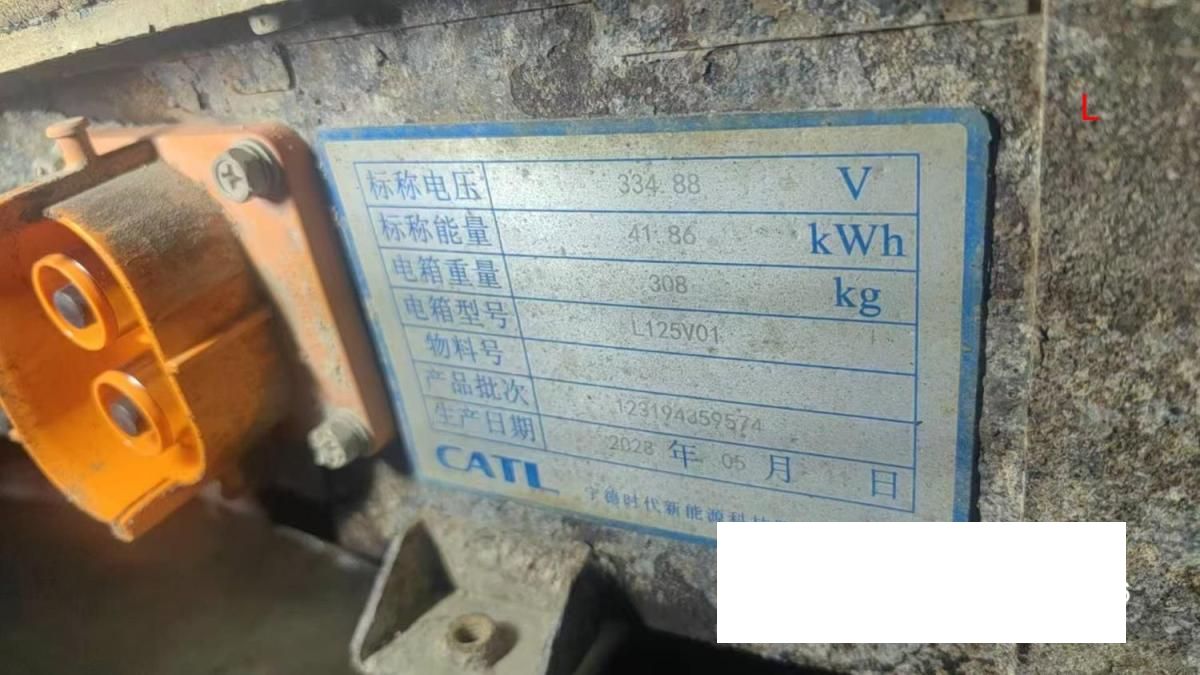 L
标称电压 334.88 V
标称能量 41.86 kWh
电箱重量 308 kg
电箱型号 L125V01
物料号
产品批次
生产日期 2028 年 05 月 日
CATL
宁德时代新能源科技